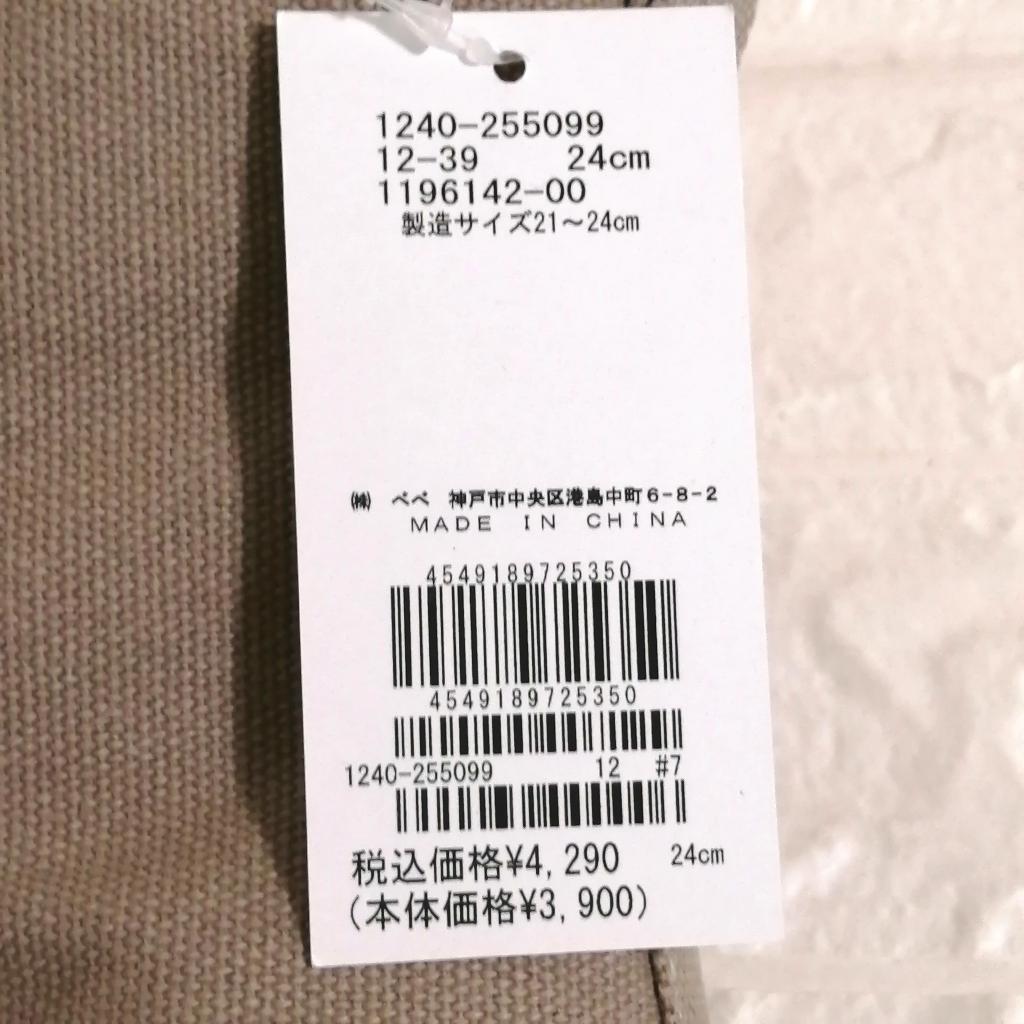 1240-255099
12-39 24cm
1196142-00
製造サイズ21～24cm
㈱ べべ 神戸市中央区港島中町6-8-2
MADE IN CHINA
4549189725350
4549189725350
1240-255099 12 #7
税込価格¥4,290 24cm
(本体価格¥3,900)